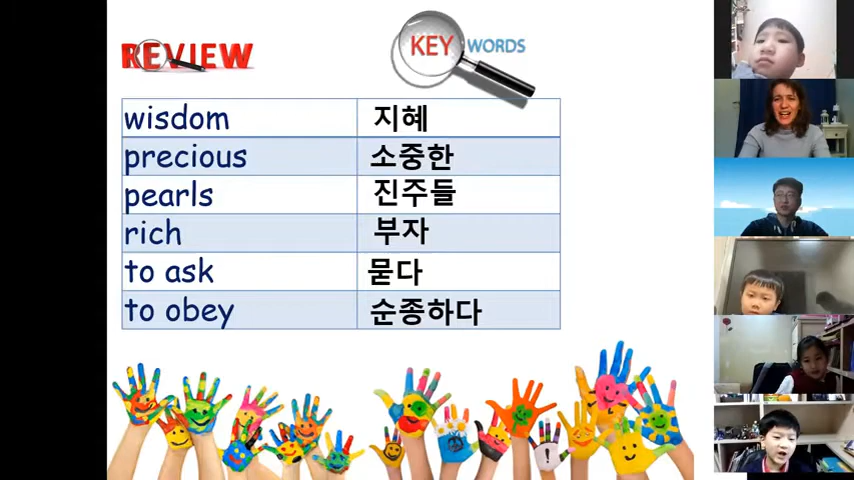 REVIEW
KEY WORDS
wisdom 지혜
precious 소중한
pearls 진주들
rich 부자
to ask 묻다
to obey 순종하다